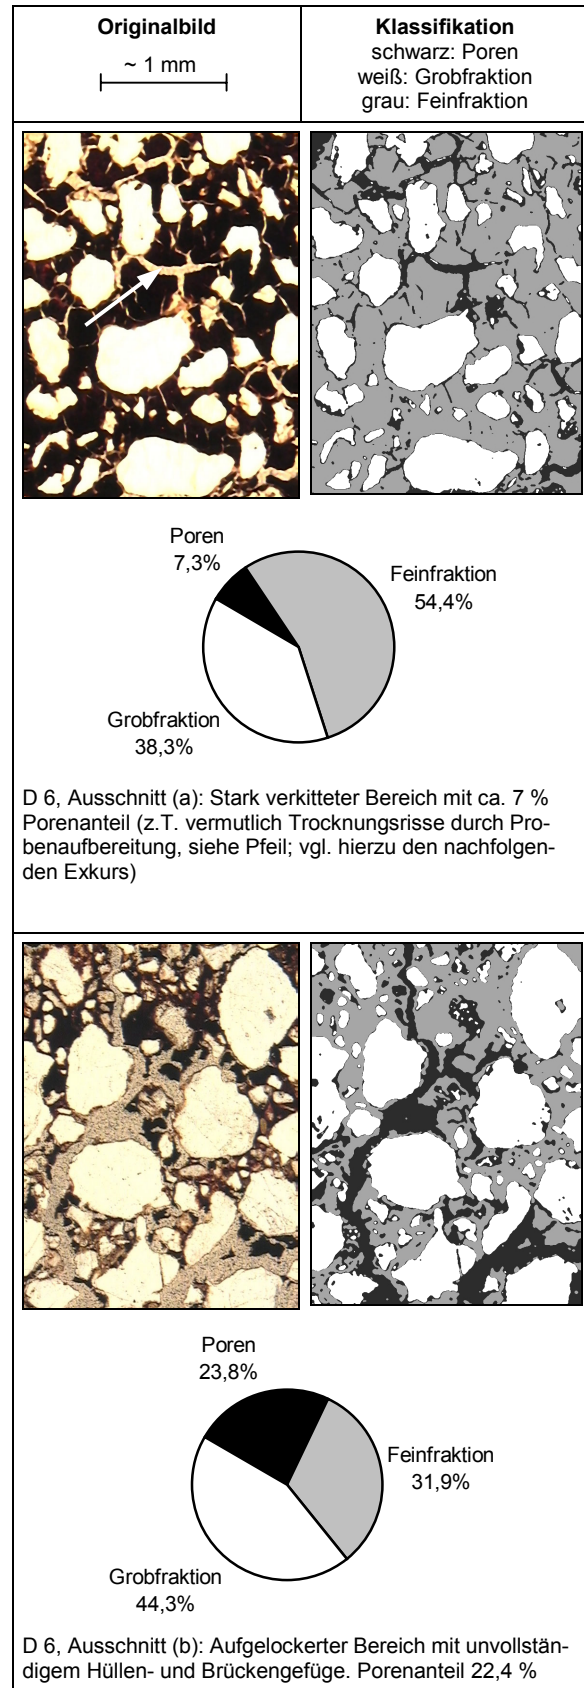 Originalbild
~ 1 mm
Klassifikation
schwarz: Poren
weiß: Grobfraktion
grau: Feinfraktion
Poren
7,3%
Feinfraktion
54,4%
Grobfraktion
38,3%
D 6, Ausschnitt (a): Stark verkitteter Bereich mit ca. 7 %
Porenanteil (z.T. vermutlich Trocknungsrisse durch Pro-
benaufbereitung, siehe Pfeil; vgl. hierzu den nachfolgen-
den Exkurs)
Poren
23,8%
Feinfraktion
31,9%
Grobfraktion
44,3%
D 6, Ausschnitt (b): Aufgelockerter Bereich mit unvollstän-
digem Hüllen- und Brückengefüge. Porenanteil 22,4 %